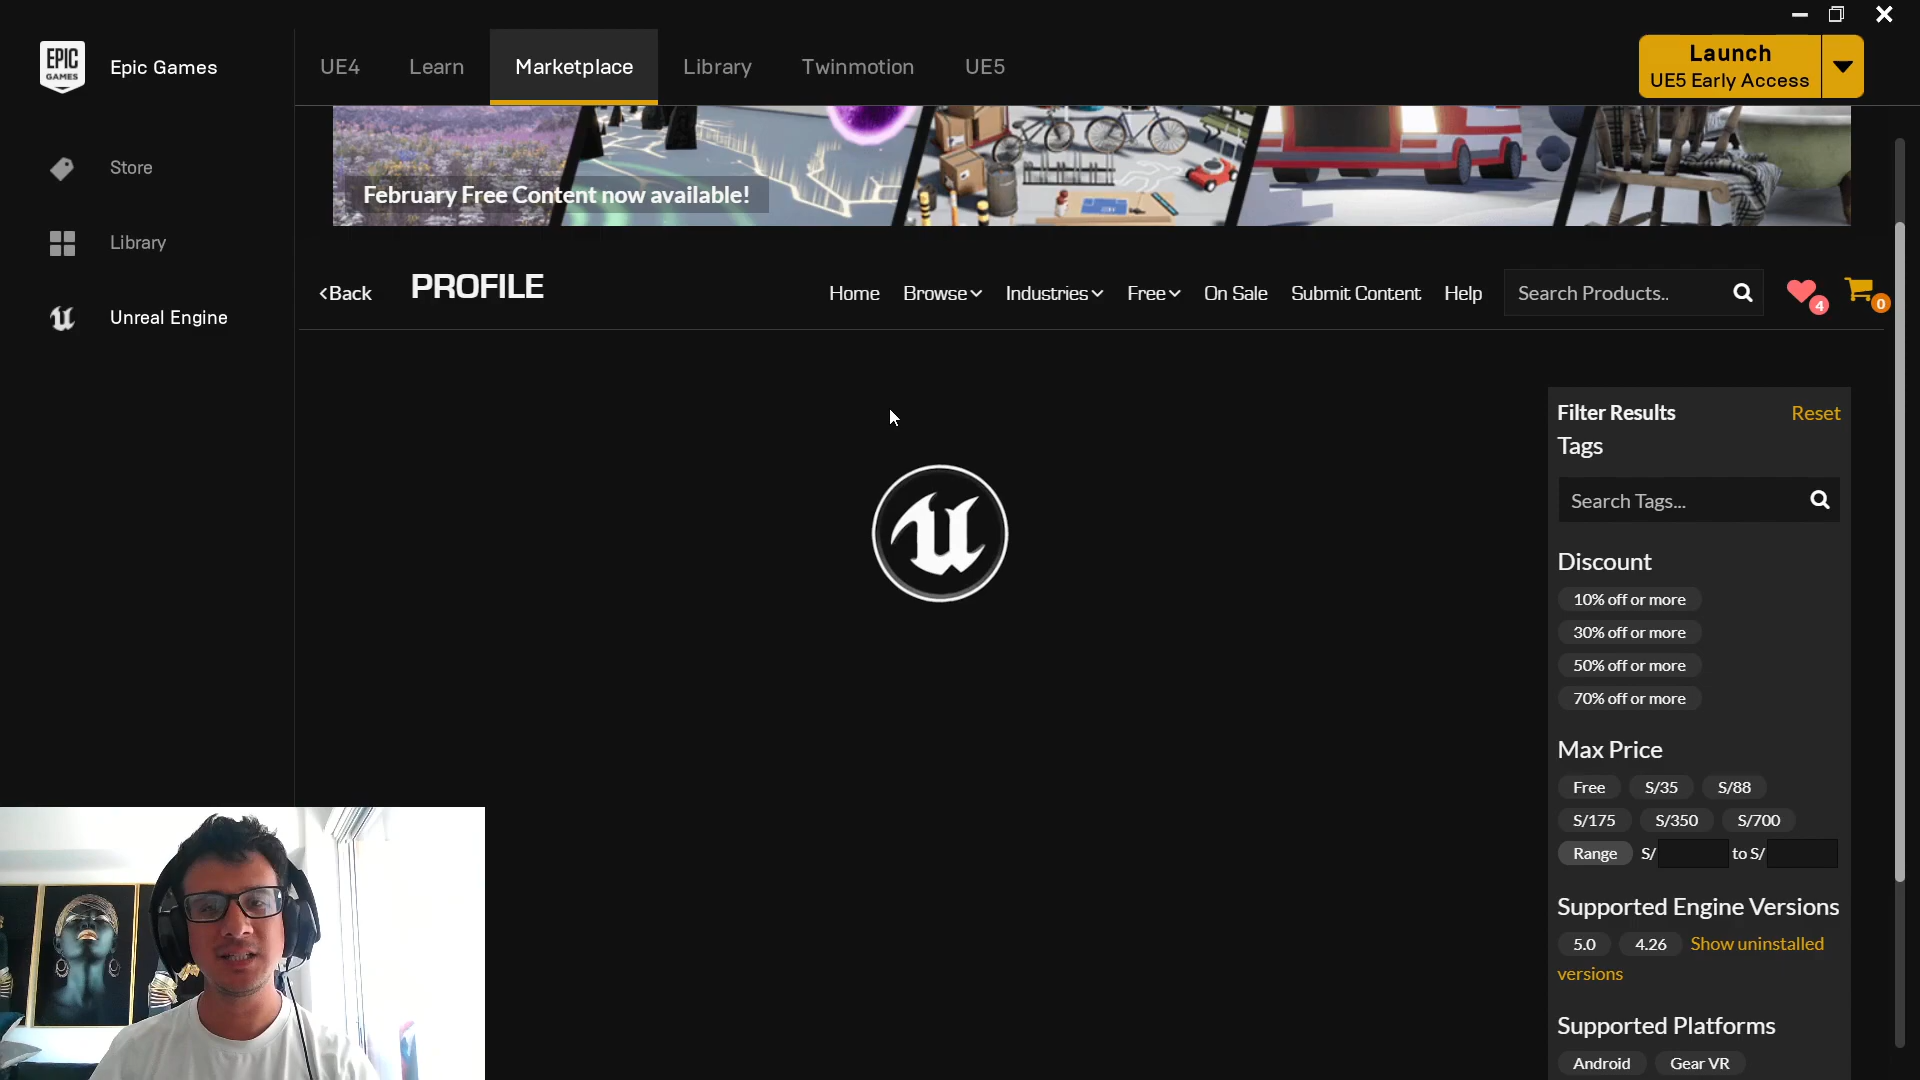 EPIC
GAMES
Epic Games
UE4
Learn
Marketplace
Library
Twinmotion
UE5
Launch
UE5 Early Access
Store
Library
Unreal Engine
February Free Content now available!
<Back
PROFILE
Home
Browse
Industries
Free
On Sale
Submit Content
Help
Search Products..
4
0
Filter Results
Reset
Tags
Search Tags...
Discount
10% off or more
30% off or more
50% off or more
70% off or more
Max Price
Free S/35 S/88
S/175 S/350 S/700
Range S/ to S/
Supported Engine Versions
5.0 4.26 Show uninstalled
versions
Supported Platforms
Android Gear VR